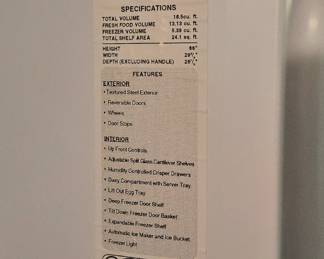 SPECIFICATIONS
TOTAL VOLUME 18.5cu. ft.
FRESH FOOD VOLUME 13.13 cu. ft.
FREEZER VOLUME 5.39 cu. ft.
TOTAL SHELF AREA 24.1 sq. ft.
HEIGHT 66"
WIDTH
DEPTH (EXCLUDING HANDLE)
FEATURES
EXTERIOR
• Textured Steel Exterior
• Reversible Doors
• Wheels
• Door Stops
INTERIOR
• Up Front Controls
• Adjustable Split Glass Cantilever Shelves
• Humidity Controlled Crisper Drawers
• Dairy Compartment with Server Tray
• Lift Out Egg Tray
• Deep Freezer Door Shelf
• Tilt Down Freezer Door Basket
• Expandable Freezer Shelf
• Automatic Ice Maker and Ice Bucket
• Freezer Light